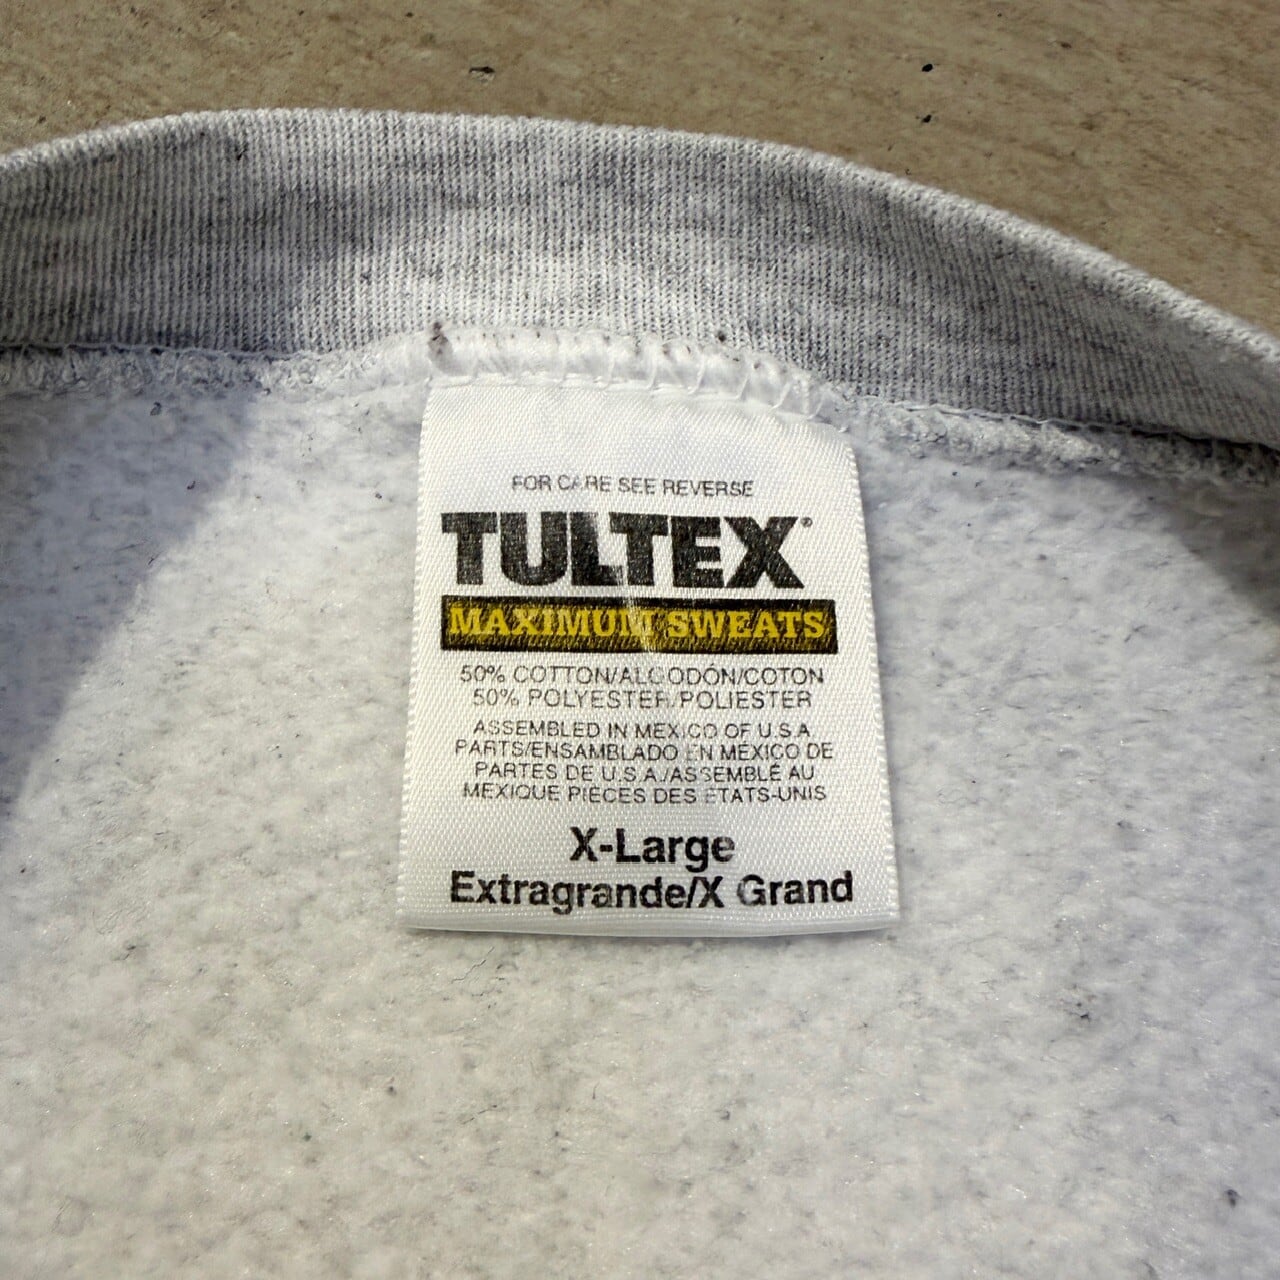 FOR CARE SEE REVERSE
TULTEX®
MAXIMUM SWEATS
50% COTTON/ALGODÓN/COTON
50% POLYESTER/POLIESTER
ASSEMBLED IN MEXICO OF U.S.A.
PARTS/ENSAMBLADO EN MÉXICO DE
PARTES DE U.S.A./ASSEMBLÉ AU
MEXIQUE PIÈCES DES ETATS-UNIS
X-Large
Extragrande/X Grand